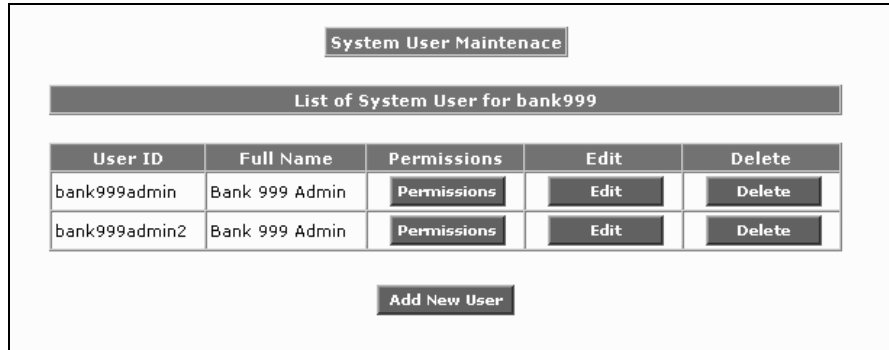 System User Maintenace
List of System User for bank999
User ID Full Name Permissions Edit Delete
bank999admin Bank 999 Admin Permissions Edit Delete
bank999admin2 Bank 999 Admin Permissions Edit Delete
Add New User